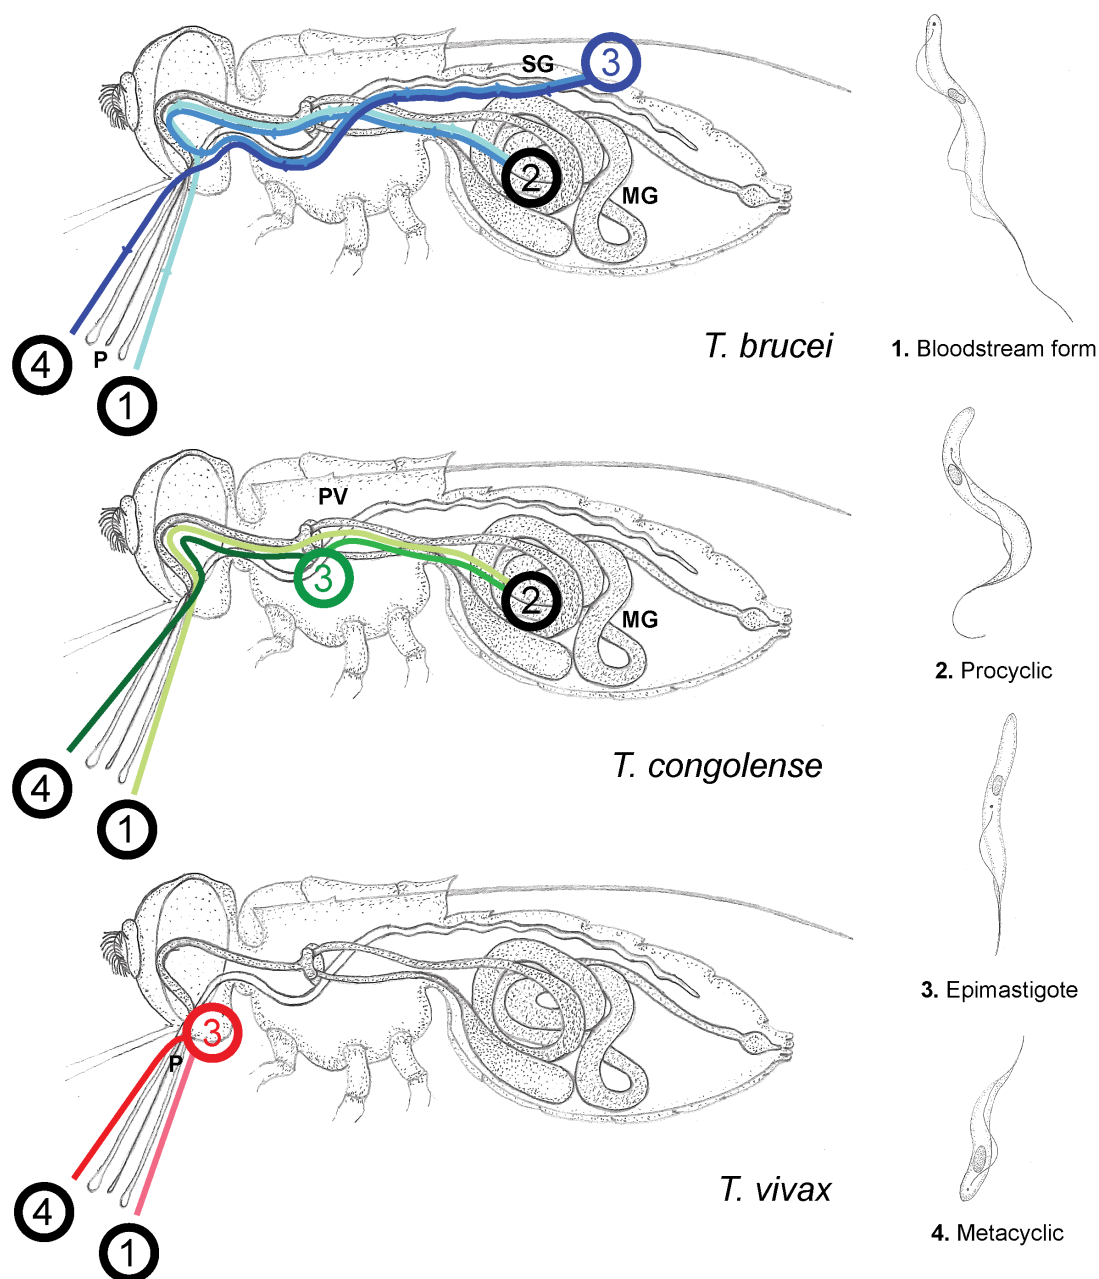 SG
3
2
MG
4
P
1
T. brucei
1. Bloodstream form
PV
3
2
MG
4
1
T. congolense
2. Procyclic
3. Epimastigote
3
P
4
1
T. vivax
4. Metacyclic